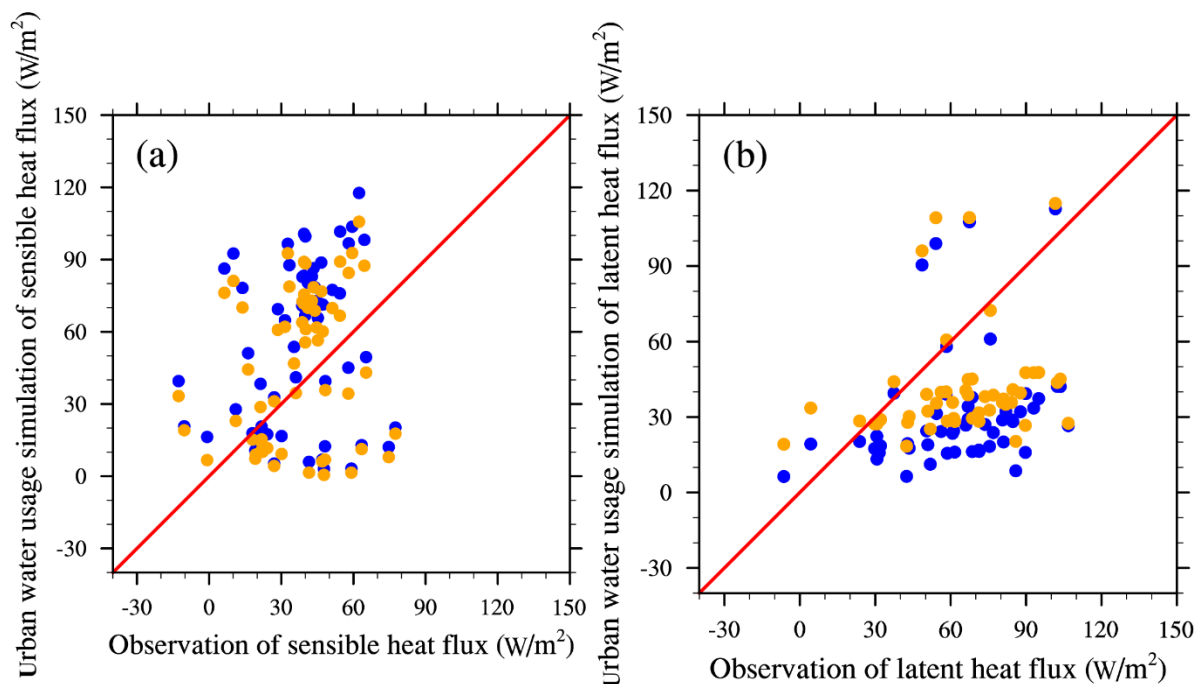 Urban water usage simulation of sensible heat flux (W/m²)
(a)
150
120
90
60
30
0
-30
-30 0 30 60 90 120 150
Observation of sensible heat flux (W/m²)
Urban water usage simulation of latent heat flux (W/m²)
(b)
150
120
90
60
30
0
-30
-30 0 30 60 90 120 150
Observation of latent heat flux (W/m²)